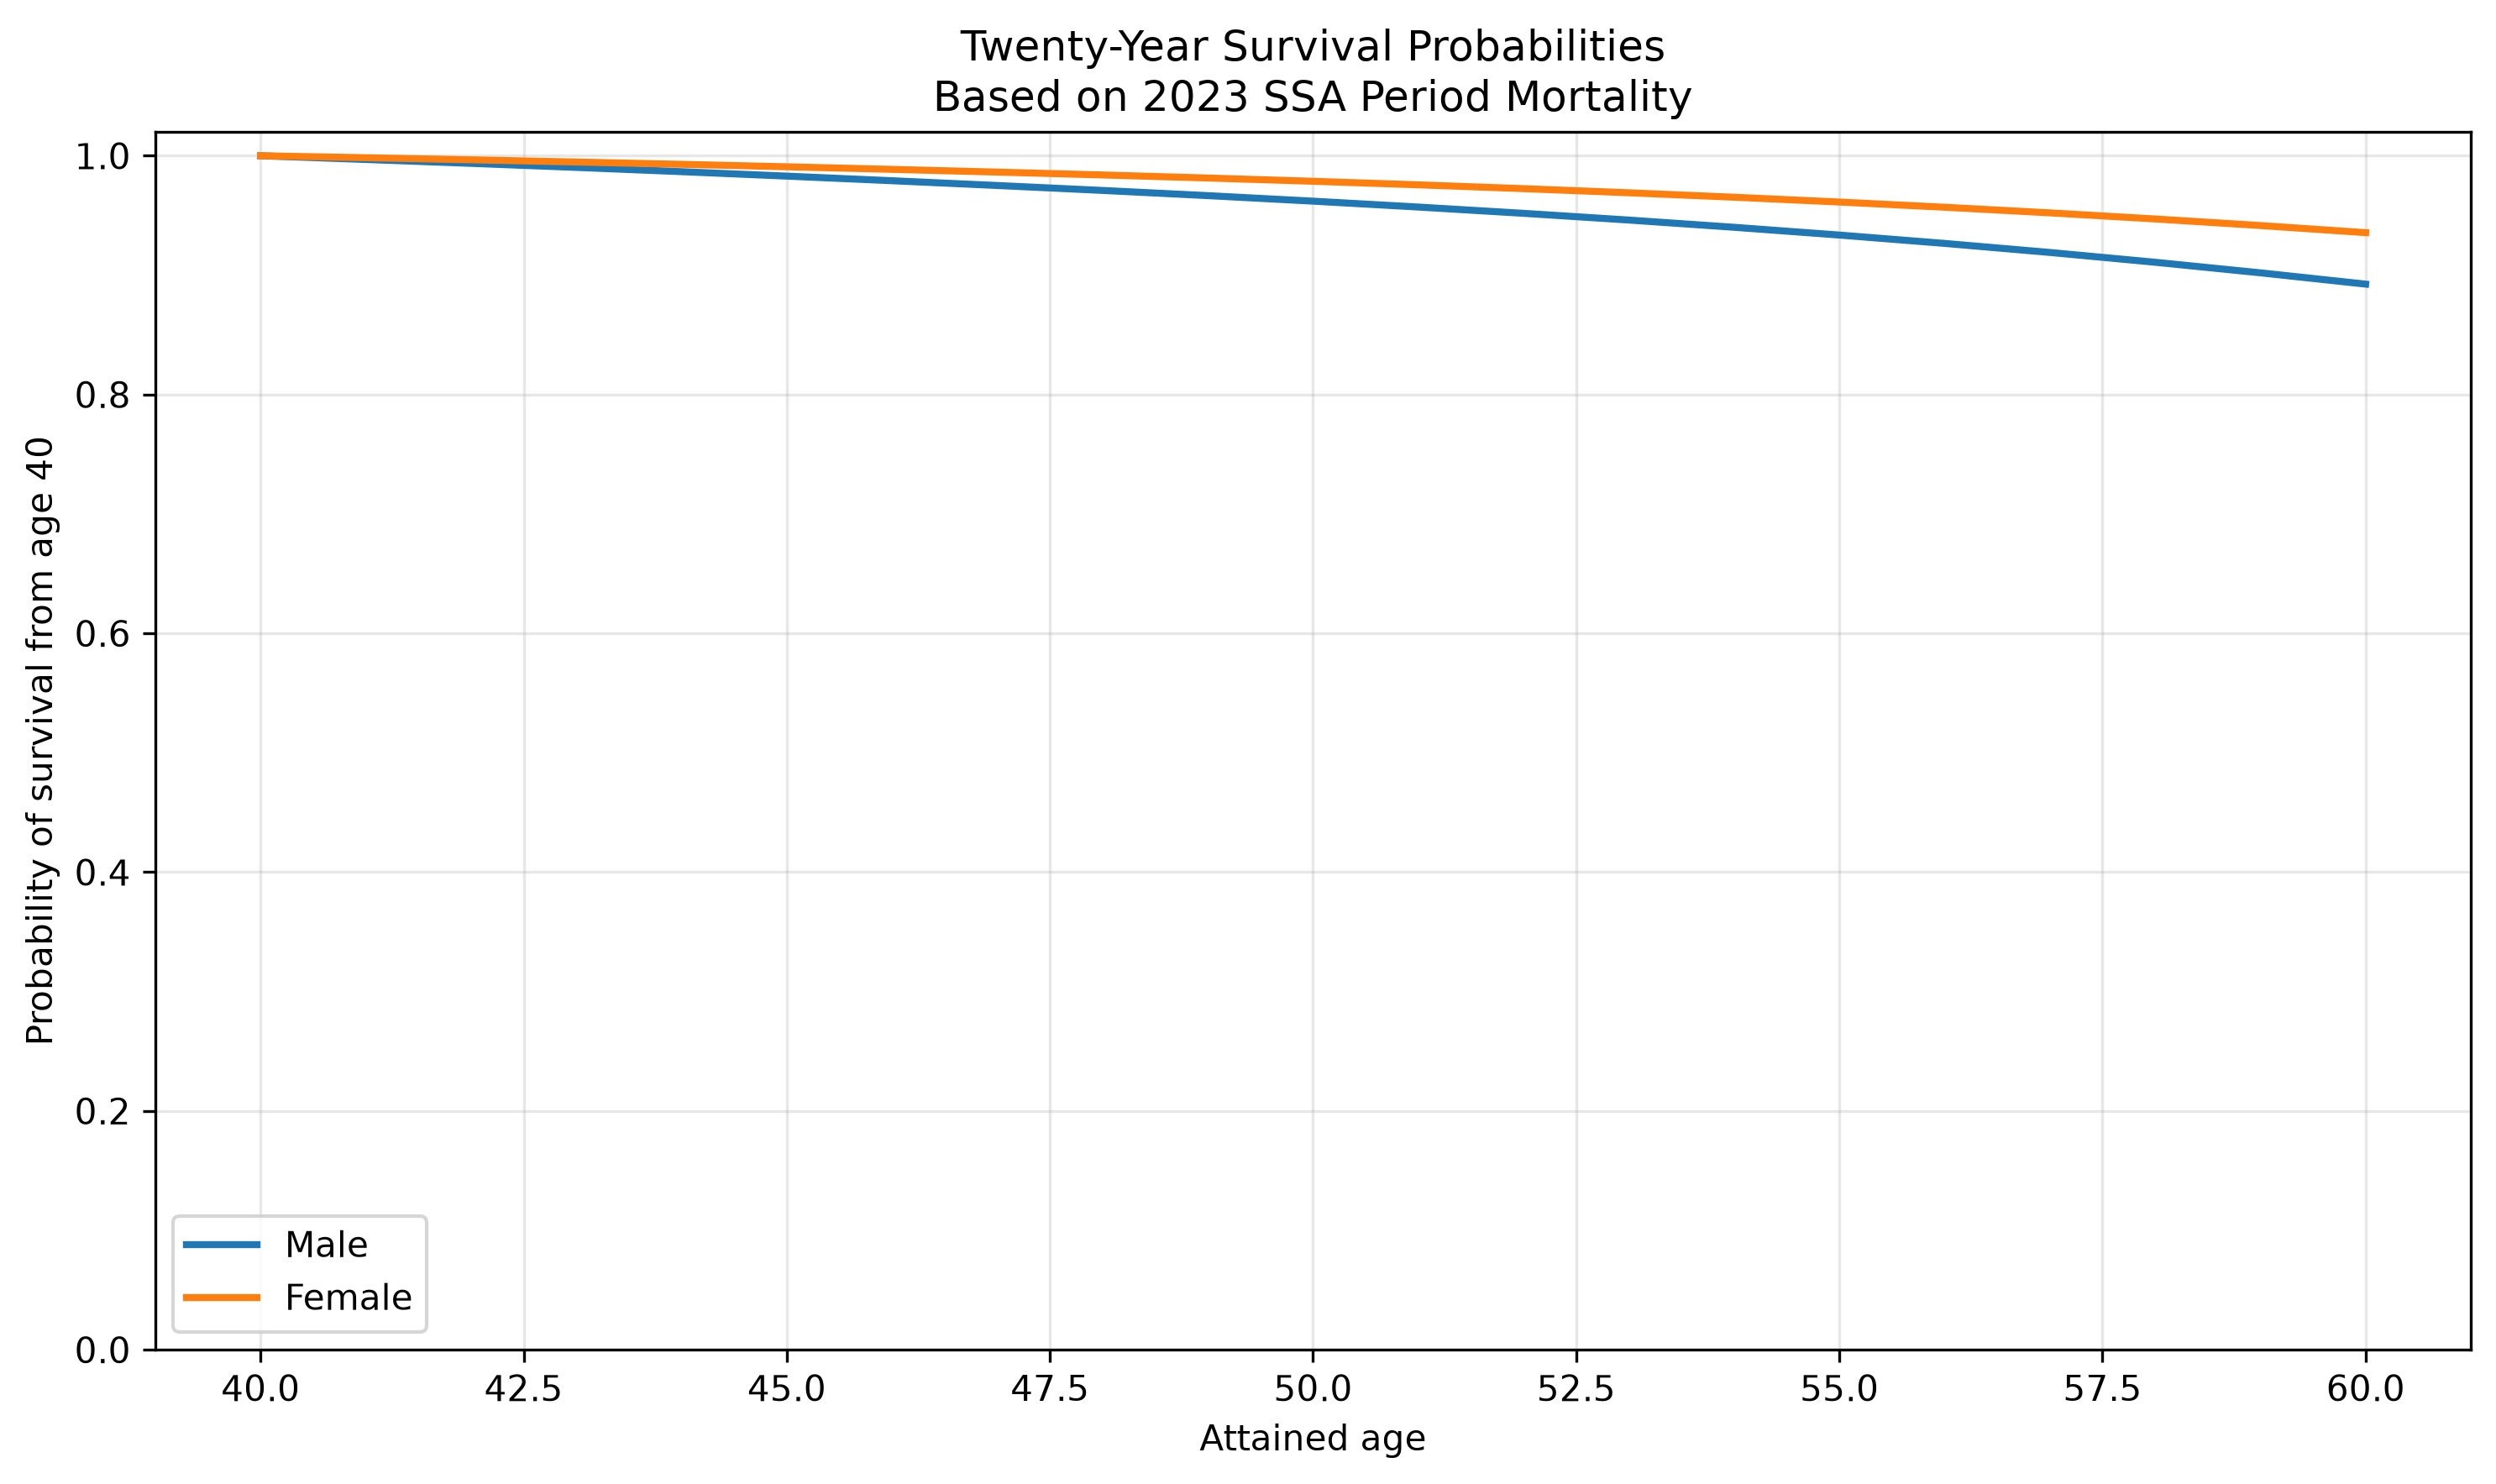 Twenty-Year Survival Probabilities
Based on 2023 SSA Period Mortality
Probability of survival from age 40
1.0
0.8
0.6
0.4
0.2
0.0
Male
Female
40.0 42.5 45.0 47.5 50.0 52.5 55.0 57.5 60.0
Attained age